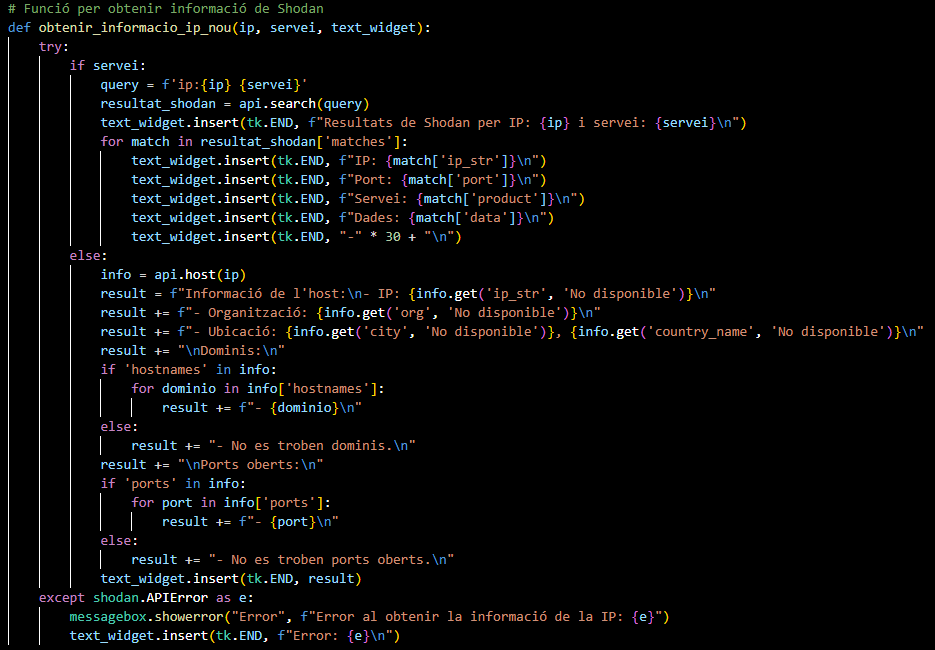 # Funció per obtenir informació de Shodan
def obtenir_informacio_ip_nou(ip, servei, text_widget):
    try:
        if servei:
            query = f'ip:{ip} {servei}'
            resultat_shodan = api.search(query)
            text_widget.insert(tk.END, f"Resultats de Shodan per IP: {ip} i servei: {servei}\n")
            for match in resultat_shodan['matches']:
                text_widget.insert(tk.END, f"IP: {match['ip_str']}\n")
                text_widget.insert(tk.END, f"Port: {match['port']}\n")
                text_widget.insert(tk.END, f"Servei: {match['product']}\n")
                text_widget.insert(tk.END, f"Dades: {match['data']}\n")
                text_widget.insert(tk.END, "-" * 30 + "\n")
        else:
            info = api.host(ip)
            result = f"Informació de l'host:\n- IP: {info.get('ip_str', 'No disponible')}\n"
            result += f"- Organització: {info.get('org', 'No disponible')}\n"
            result += f"- Ubicació: {info.get('city', 'No disponible')}, {info.get('country_name', 'No disponible')}\n"
            result += "\nDominis:\n"
            if 'hostnames' in info:
                for dominio in info['hostnames']:
                    result += f"- {dominio}\n"
            else:
                result += "- No es troben dominis.\n"
            result += "\nPorts oberts:\n"
            if 'ports' in info:
                for port in info['ports']:
                    result += f"- {port}\n"
            else:
                result += "- No es troben ports oberts.\n"
            text_widget.insert(tk.END, result)
    except shodan.APIError as e:
        messagebox.showerror("Error", f"Error al obtenir la informació de la IP: {e}")
        text_widget.insert(tk.END, f"Error: {e}\n")